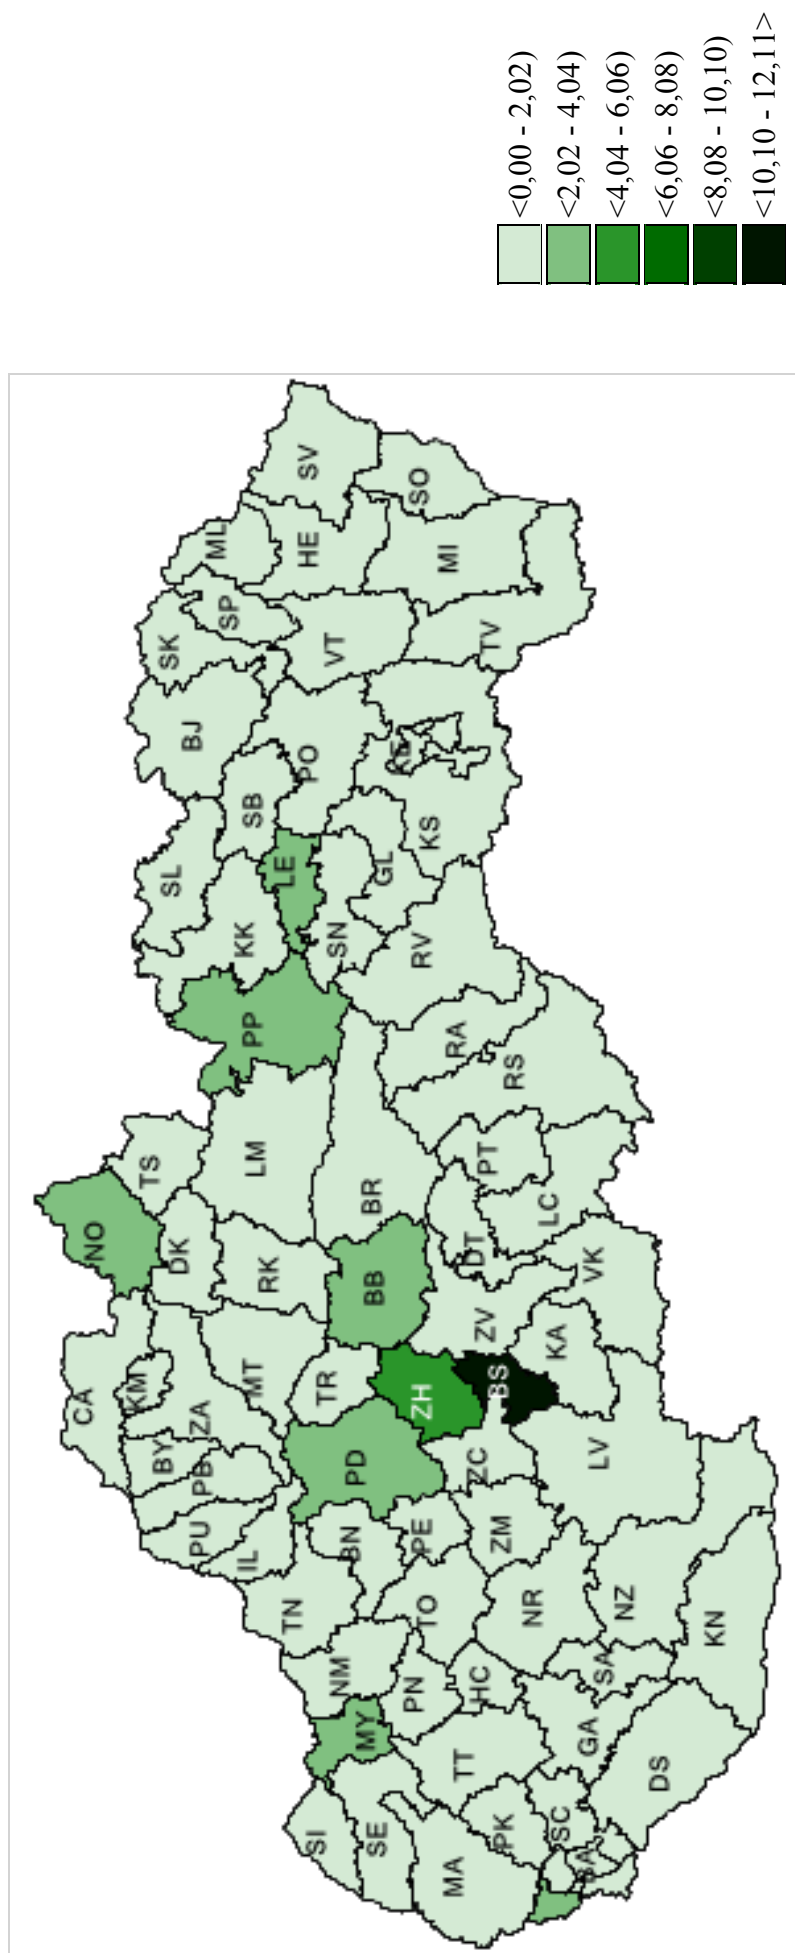 <0,00 - 2,02)
<2,02 - 4,04)
<4,04 - 6,06)
<6,06 - 8,08)
<8,08 - 10,10)
<10,10 - 12,11>
CA
NO
TS
SL
BJ
SK
ML
KM
BY
ZA
PB
PU
IL
MT
DK
RK
LM
PP
KK
SB
SP
HE
SV
TN
BN
PD
TR
BB
BR
SN
LE
PO
VT
SI
SE
MY
NM
PN
TO
PE
ZH
ZV
DT
PT
RA
RV
GL
KS
KE
MI
SO
TV
MA
PK
TT
HC
NR
ZM
ZC
BS
KA
VK
LC
RS
BA
SC
GA
SA
NZ
LV
DS
KN